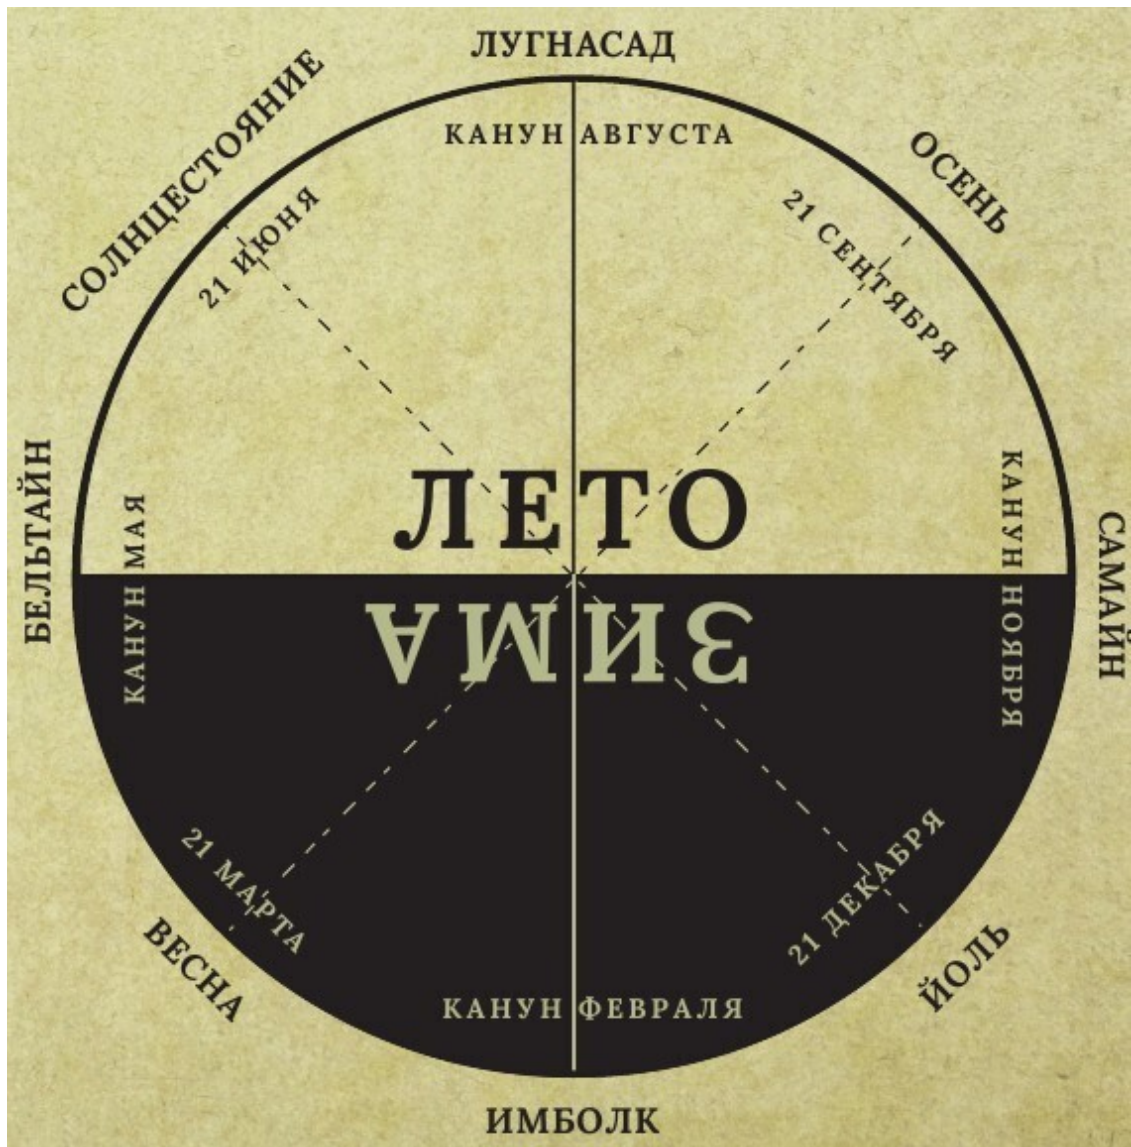 ЛУГНАСАД
КАНУН АВГУСТА
СОЛНЦЕСТОЯНИЕ
21 ИЮНЯ
ОСЕНЬ
21 СЕНТЯБРЯ
БЕЛЬТАЙН
КАНУН МАЯ
ЛЕТО
САМАЙН
КАНУН НОЯБРЯ
ЗИМА
ВЕСНА
21 МАРТА
ЙОЛЬ
21 ДЕКАБРЯ
КАНУН ФЕВРАЛЯ
ИМБОЛК